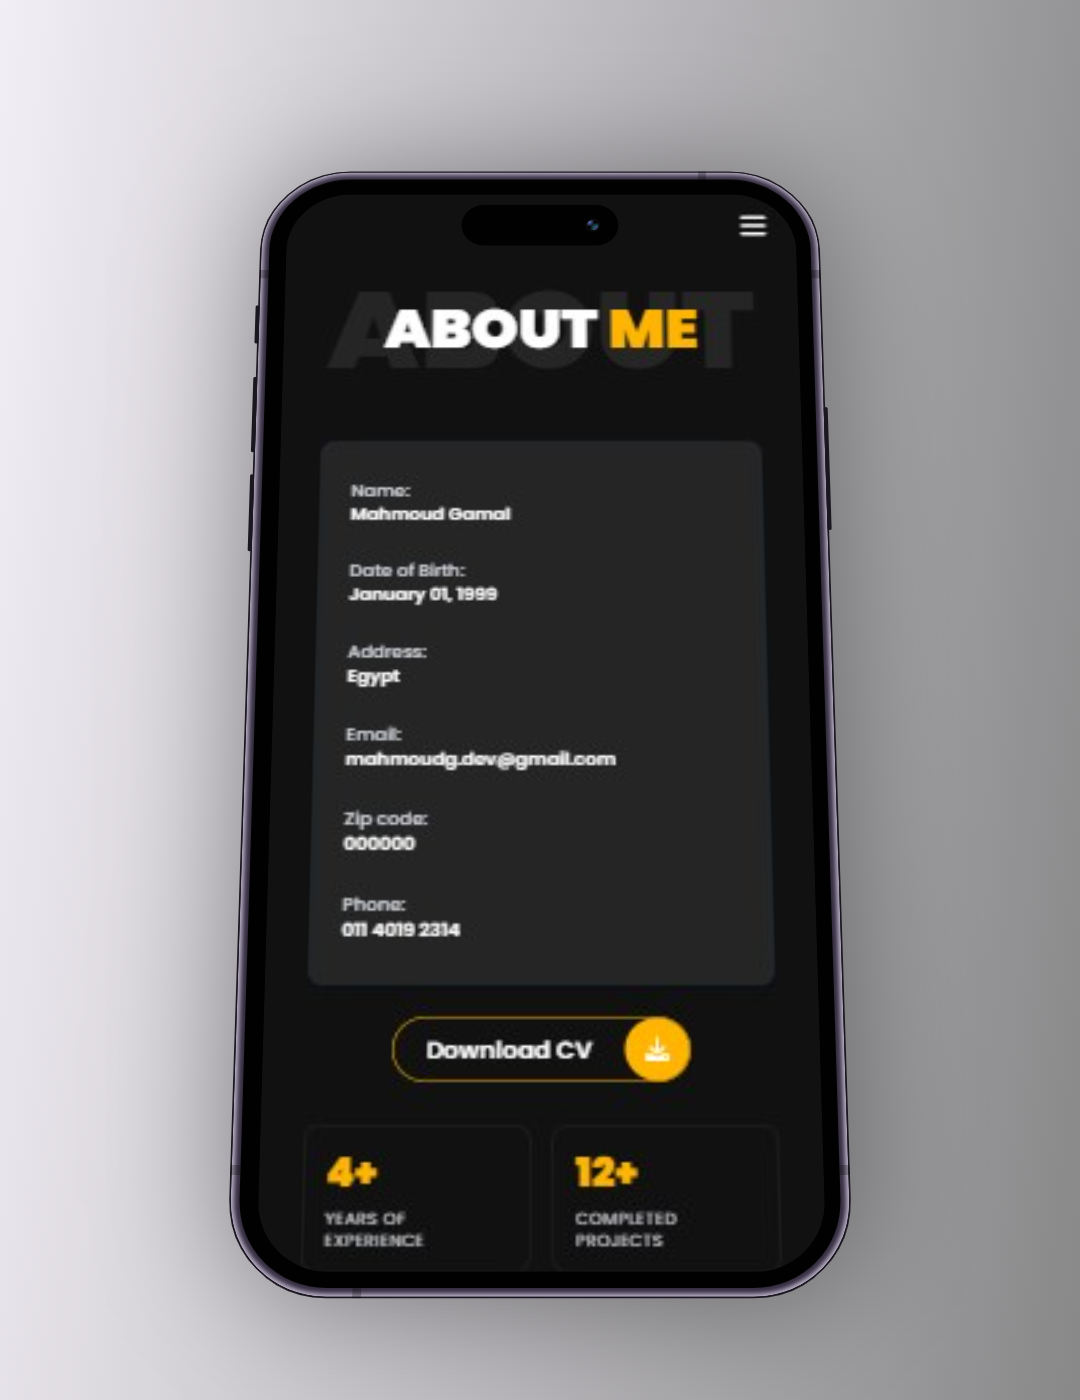 ABOUT
ABOUT ME
Name:
Mahmoud Gamal
Date of Birth:
January 01, 1999
Address:
Egypt
Email:
mahmoudg.dev@gmail.com
Zip code:
000000
Phone:
011 4019 2314
Download CV
4+
YEARS OF
EXPERIENCE
12+
COMPLETED
PROJECTS